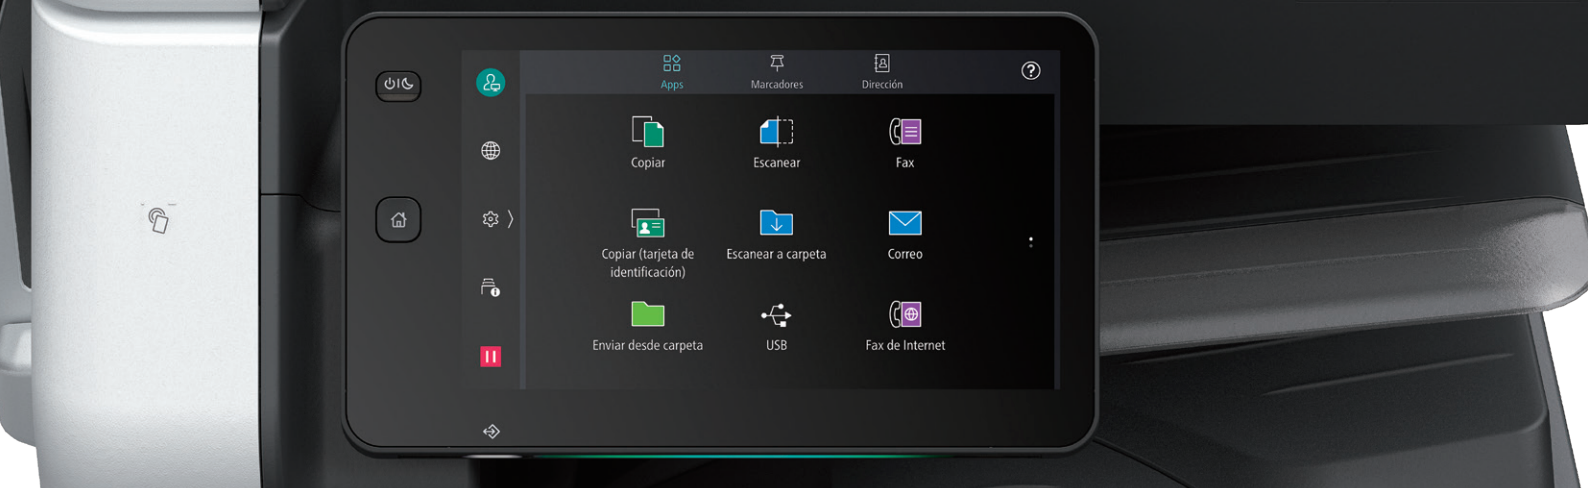 Apps
Marcadores
Dirección
Copiar
Escanear
Fax
Copiar (tarjeta de
identificación)
Escanear a carpeta
Correo
Enviar desde carpeta
USB
Fax de Internet